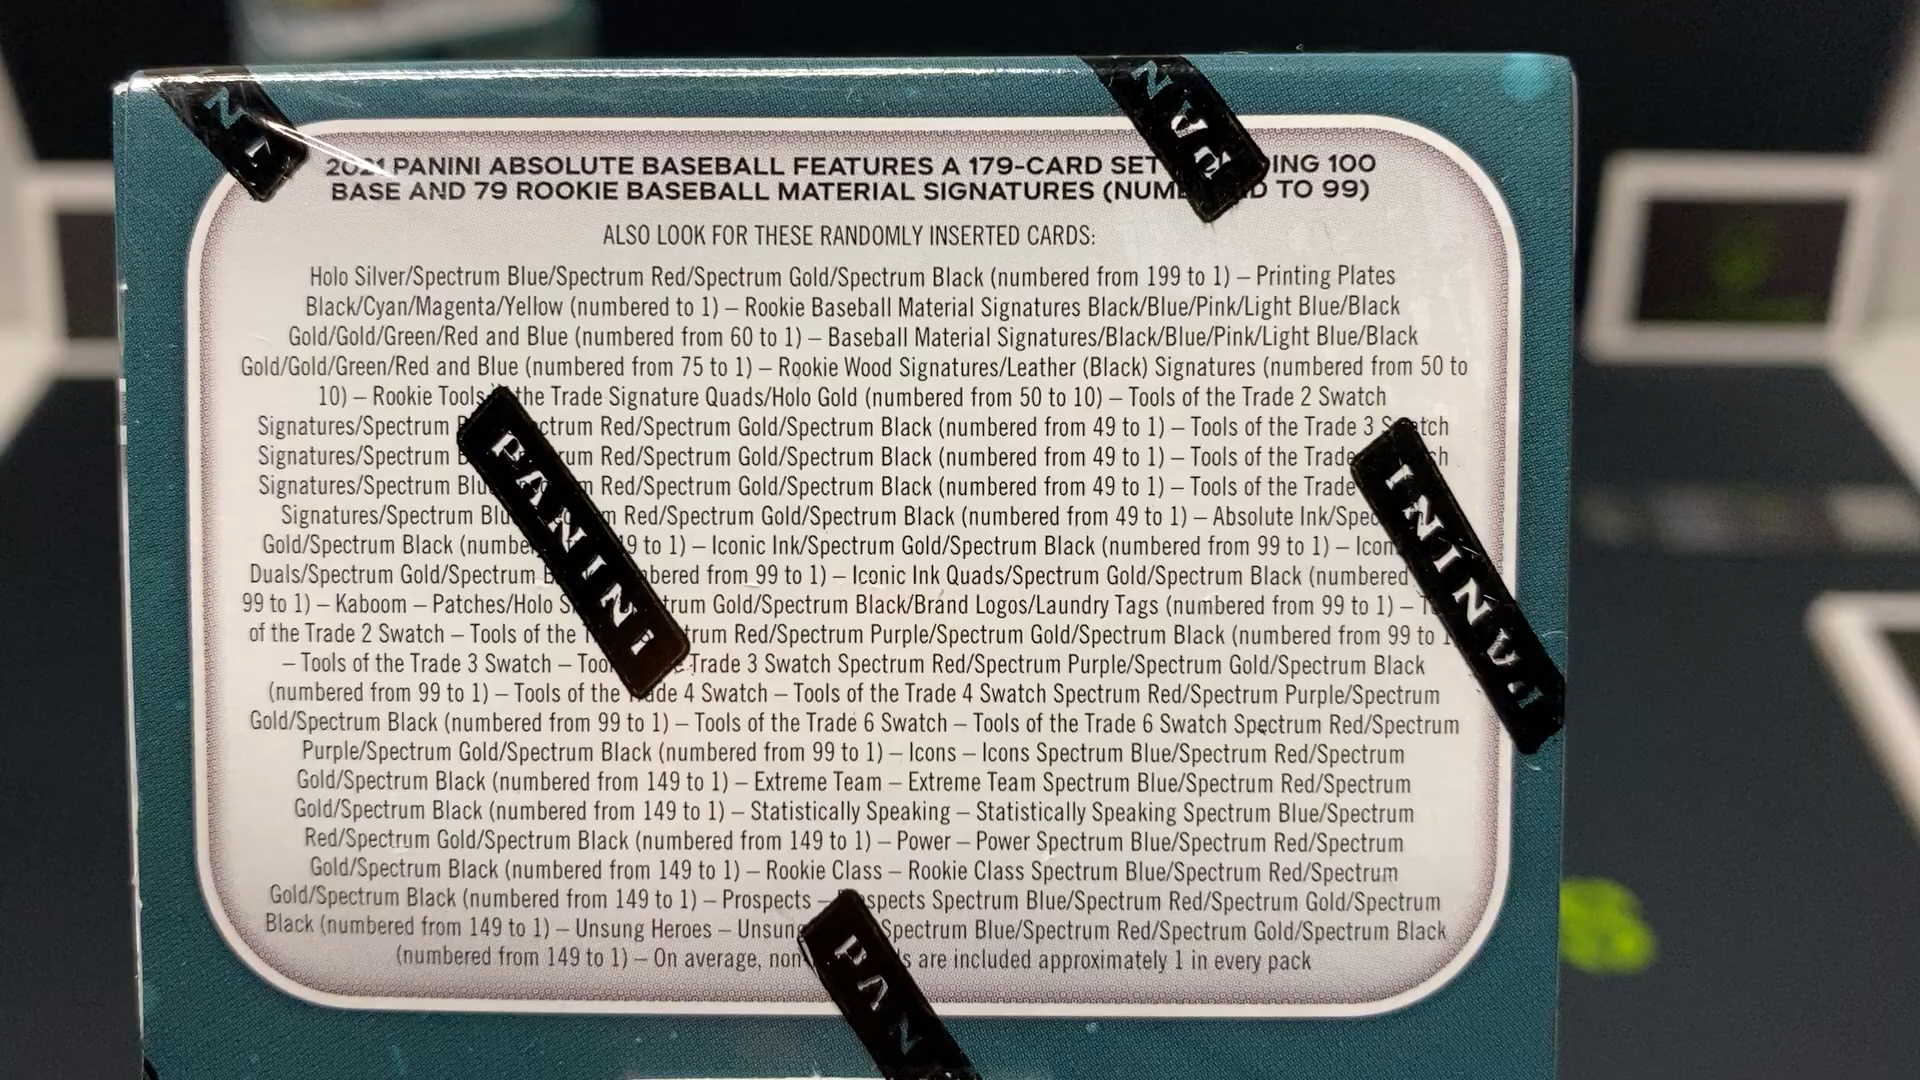 2021 PANINI ABSOLUTE BASEBALL FEATURES A 179-CARD SET 100
BASE AND 79 ROOKIE BASEBALL MATERIAL SIGNATURES ( TO 99)
ALSO LOOK FOR THESE RANDOMLY INSERTED CARDS:
Holo Silver/Spectrum Blue/Spectrum Red/Spectrum Gold/Spectrum Black (numbered from 199 to 1) – Printing Plates
Black/Cyan/Magenta/Yellow (numbered to 1) – Rookie Baseball Material Signatures Black/Blue/Pink/Light Blue/Black
Gold/Gold/Green/Red and Blue (numbered from 60 to 1) – Baseball Material Signatures/Black/Blue/Pink/Light Blue/Black
Gold/Gold/Green/Red and Blue (numbered from 75 to 1) – Rookie Wood Signatures/Leather (Black) Signatures (numbered from 50 to
10) – Rookie Tools the Trade Signature Quads/Holo Gold (numbered from 50 to 10) – Tools of the Trade 2 Swatch
Signatures/Spectrum Red/Spectrum Gold/Spectrum Black (numbered from 49 to 1) – Tools of the Trade 3
Signatures/Spectrum Red/Spectrum Gold/Spectrum Black (numbered from 49 to 1) – Tools of the Trade
Signatures/Spectrum Red/Spectrum Gold/Spectrum Black (numbered from 49 to 1) – Tools of the Trade
Signatures/Spectrum Red/Spectrum Gold/Spectrum Black (numbered from 49 to 1) – Absolute Ink/
Gold/Spectrum Black to 1) – Iconic Ink/Spectrum Gold/Spectrum Black (numbered from 99 to 1) –
Duals/Spectrum Gold/Spectrum from 99 to 1) – Iconic Ink Quads/Spectrum Gold/Spectrum Black (numbered
99 to 1) – Kaboom – Patches/Holo Gold/Spectrum Black/Brand Logos/Laundry Tags (numbered from 99 to 1) –
of the Trade 2 Swatch – Tools of the Red/Spectrum Purple/Spectrum Gold/Spectrum Black (numbered from 99 to
– Tools of the Trade 3 Swatch – Trade 3 Swatch Spectrum Red/Spectrum Purple/Spectrum Gold/Spectrum Black
(numbered from 99 to 1) – Tools of the Trade 4 Swatch – Tools of the Trade 4 Swatch Spectrum Red/Spectrum Purple/Spectrum
Gold/Spectrum Black (numbered from 99 to 1) – Tools of the Trade 6 Swatch – Tools of the Trade 6 Swatch Spectrum Red/Spectrum
Purple/Spectrum Gold/Spectrum Black (numbered from 99 to 1) – Icons – Icons Spectrum Blue/Spectrum Red/Spectrum
Gold/Spectrum Black (numbered from 149 to 1) – Extreme Team – Extreme Team Spectrum Blue/Spectrum Red/Spectrum
Gold/Spectrum Black (numbered from 149 to 1) – Statistically Speaking – Statistically Speaking Spectrum Blue/Spectrum
Red/Spectrum Gold/Spectrum Black (numbered from 149 to 1) – Power – Power Spectrum Blue/Spectrum Red/Spectrum
Gold/Spectrum Black (numbered from 149 to 1) – Rookie Class – Rookie Class Spectrum Blue/Spectrum Red/Spectrum
Gold/Spectrum Black (numbered from 149 to 1) – Prospects – Prospects Spectrum Blue/Spectrum Red/Spectrum Gold/Spectrum
Black (numbered from 149 to 1) – Unsung Heroes – Unsung Spectrum Blue/Spectrum Red/Spectrum Gold/Spectrum Black
(numbered from 149 to 1) – On average, are included approximately 1 in every pack
PANINI
PANINI